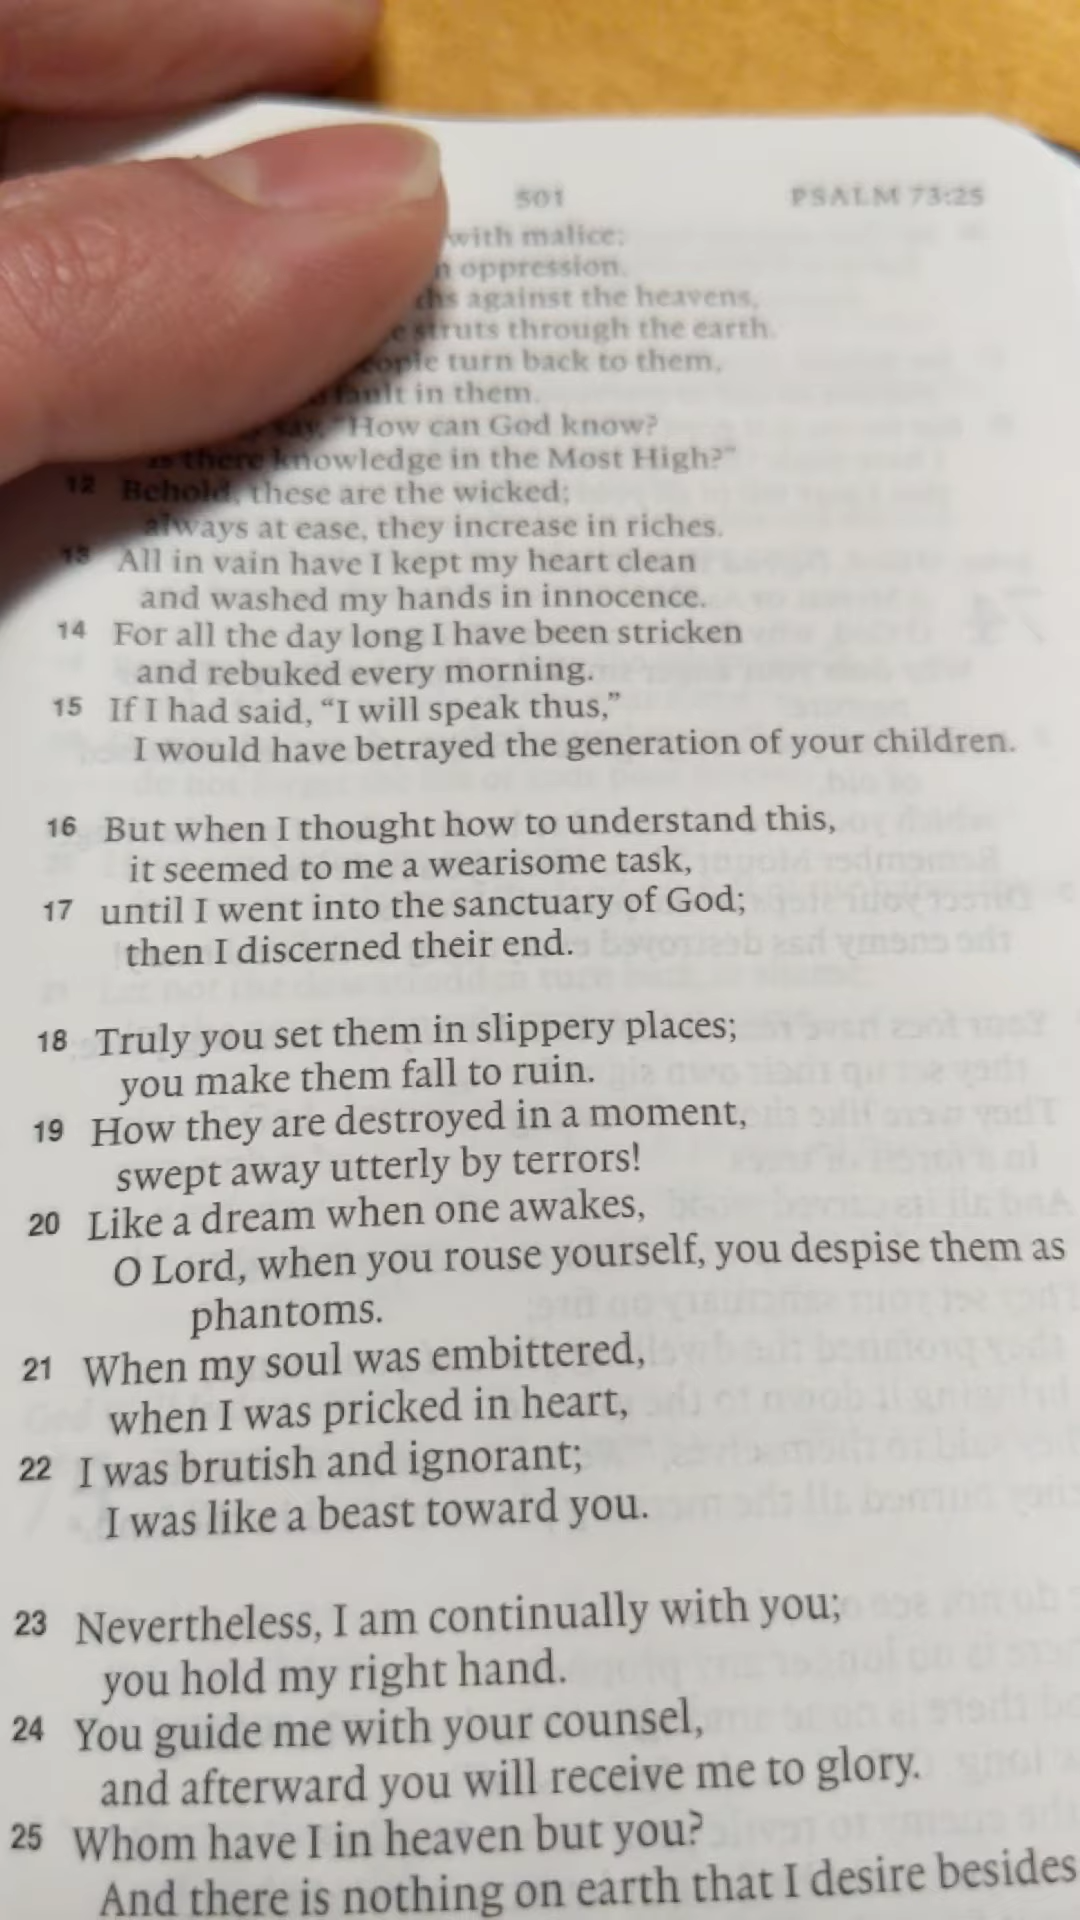 501 PSALM 73:25
with malice;
oppression.
against the heavens,
struts through the earth.
turn back to them,
in them.
say, "How can God know?
Is there knowledge in the Most High?"
12 Behold, these are the wicked;
always at ease, they increase in riches.
13 All in vain have I kept my heart clean
and washed my hands in innocence.
14 For all the day long I have been stricken
and rebuked every morning.
15 If I had said, “I will speak thus,”
I would have betrayed the generation of your children.
16 But when I thought how to understand this,
it seemed to me a wearisome task,
17 until I went into the sanctuary of God;
then I discerned their end.
18 Truly you set them in slippery places;
you make them fall to ruin.
19 How they are destroyed in a moment,
swept away utterly by terrors!
20 Like a dream when one awakes,
O Lord, when you rouse yourself, you despise them as
phantoms.
21 When my soul was embittered,
when I was pricked in heart,
22 I was brutish and ignorant;
I was like a beast toward you.
23 Nevertheless, I am continually with you;
you hold my right hand.
24 You guide me with your counsel,
and afterward you will receive me to glory.
25 Whom have I in heaven but you?
And there is nothing on earth that I desire besides